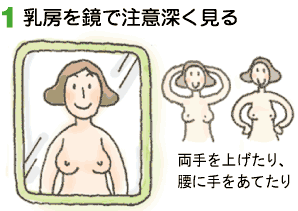 1 乳房を鏡で注意深く見る
両手を上げたり、
腰に手をあてたり